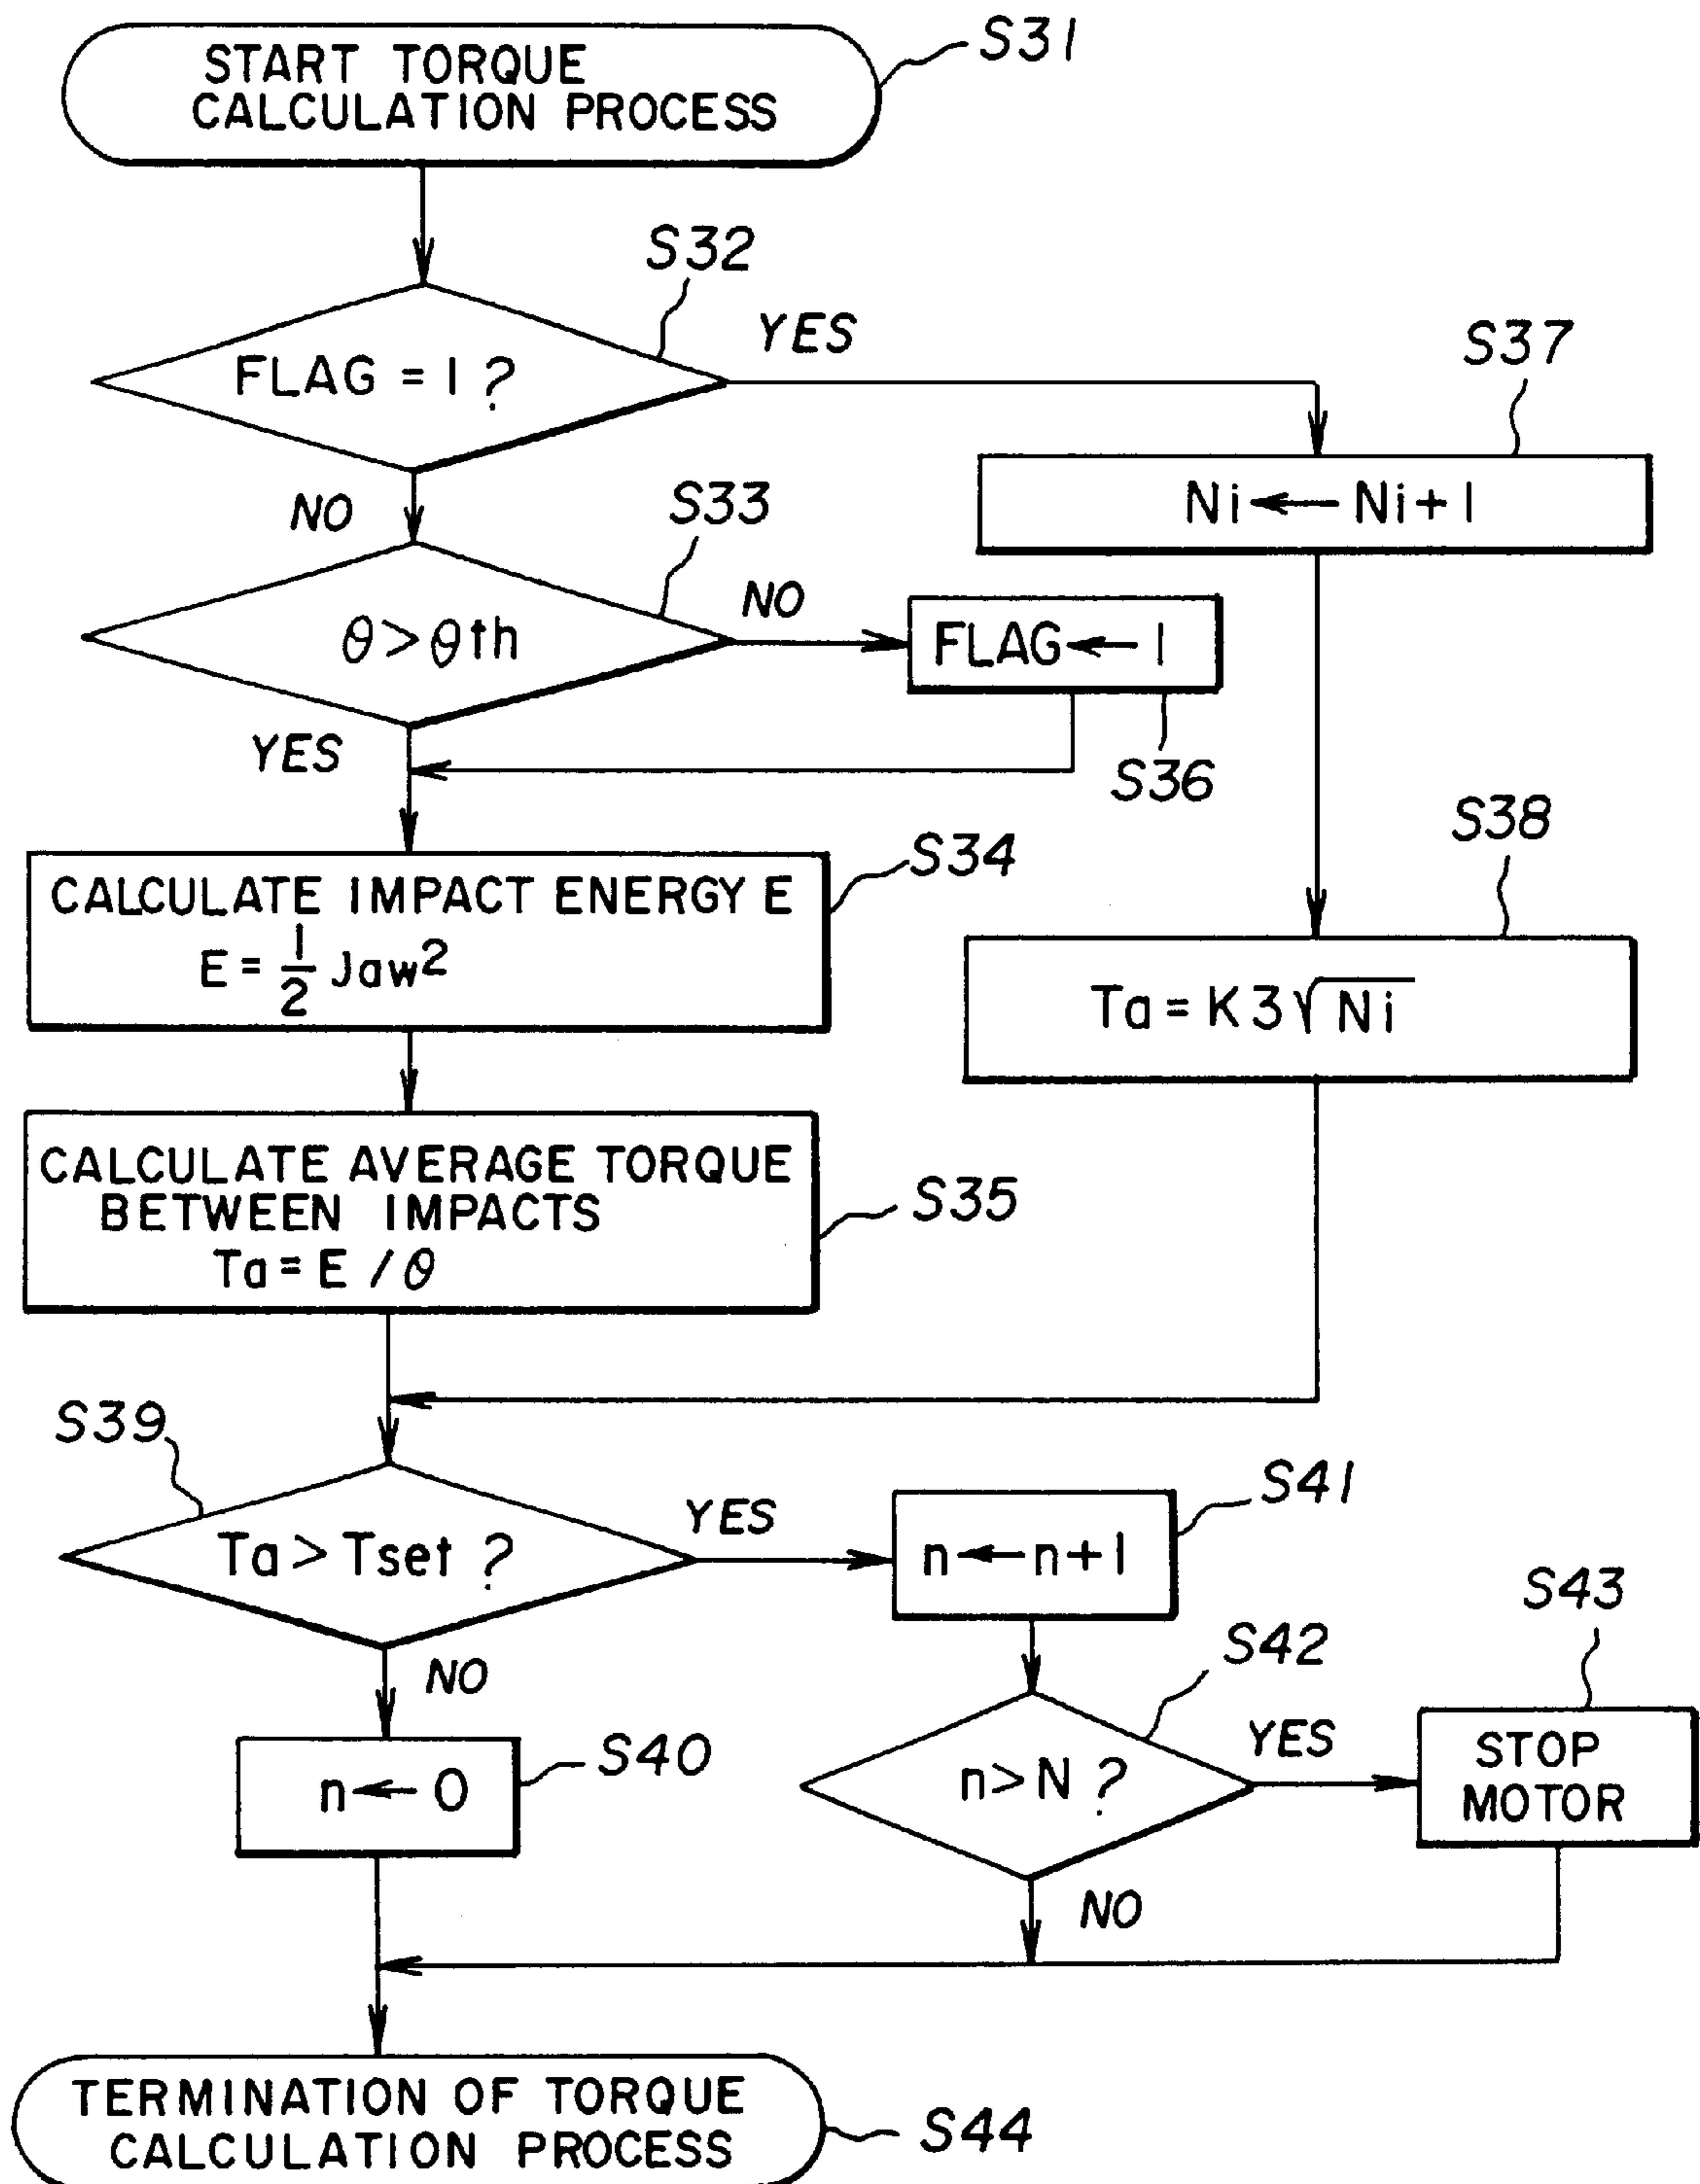 START TORQUE
CALCULATION PROCESS
S31
S32
FLAG = 1 ?
YES
NO
S37
Ni ← Ni + 1
S33
θ > θth
NO
YES
FLAG ← 1
S36
S34
CALCULATE IMPACT ENERGY E
E = 1/2 Jaw²
S38
Ta = K3√Ni
CALCULATE AVERAGE TORQUE
BETWEEN IMPACTS
Ta = E / θ
S35
S39
Ta > Tset ?
YES
NO
S41
n ← n + 1
S42
n > N ?
YES
NO
S43
STOP
MOTOR
n ← 0
S40
TERMINATION OF TORQUE
CALCULATION PROCESS
S44